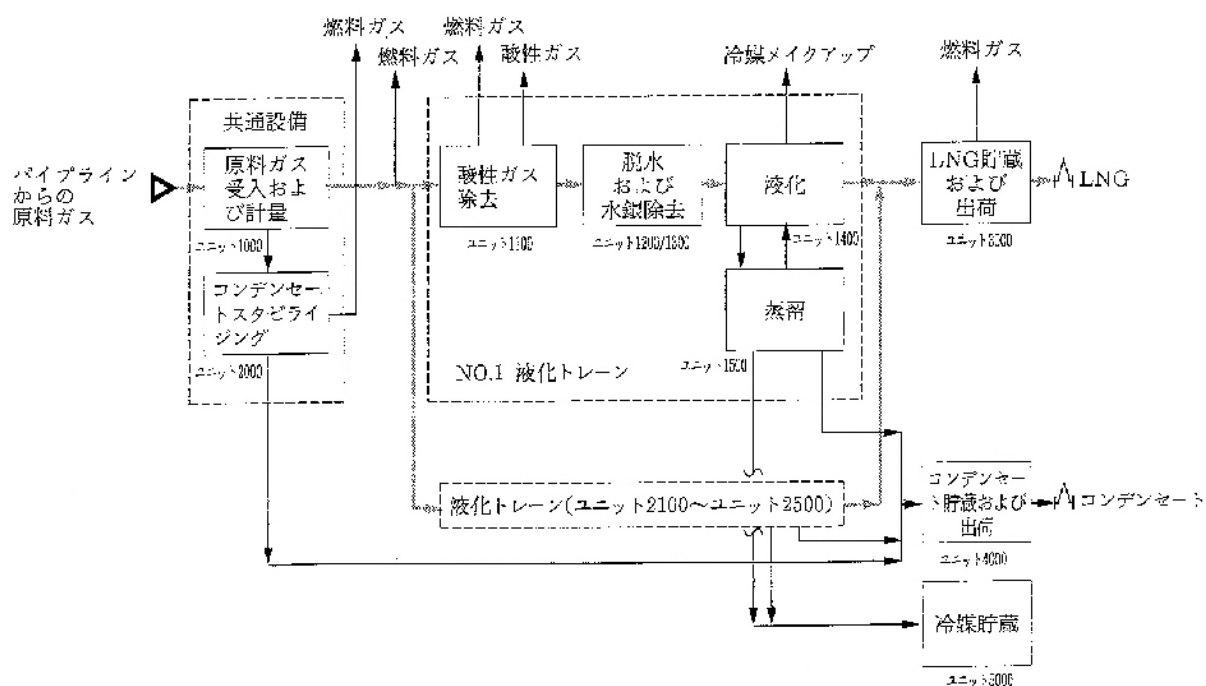 燃料ガス
燃料ガス
燃料ガス
酸性ガス
冷媒メイクアップ
燃料ガス
共通設備
パイプライン
からの
原料ガス
原料ガス
受入およ
び計量
ユニット1000
コンデンセー
トスタビライ
ジング
ユニット2000
酸性ガス
除去
ユニット1100
脱水
および
水銀除去
ユニット1200/1300
液化
ユニット1400
蒸留
ユニット1500
NO.1 液化トレーン
LNG貯蔵
および
出荷
ユニット3000
LNG
液化トレーン(ユニット2100〜ユニット2500)
コンデンセー
ト貯蔵および
出荷
ユニット4000
コンデンセート
冷媒貯蔵
ユニット5000